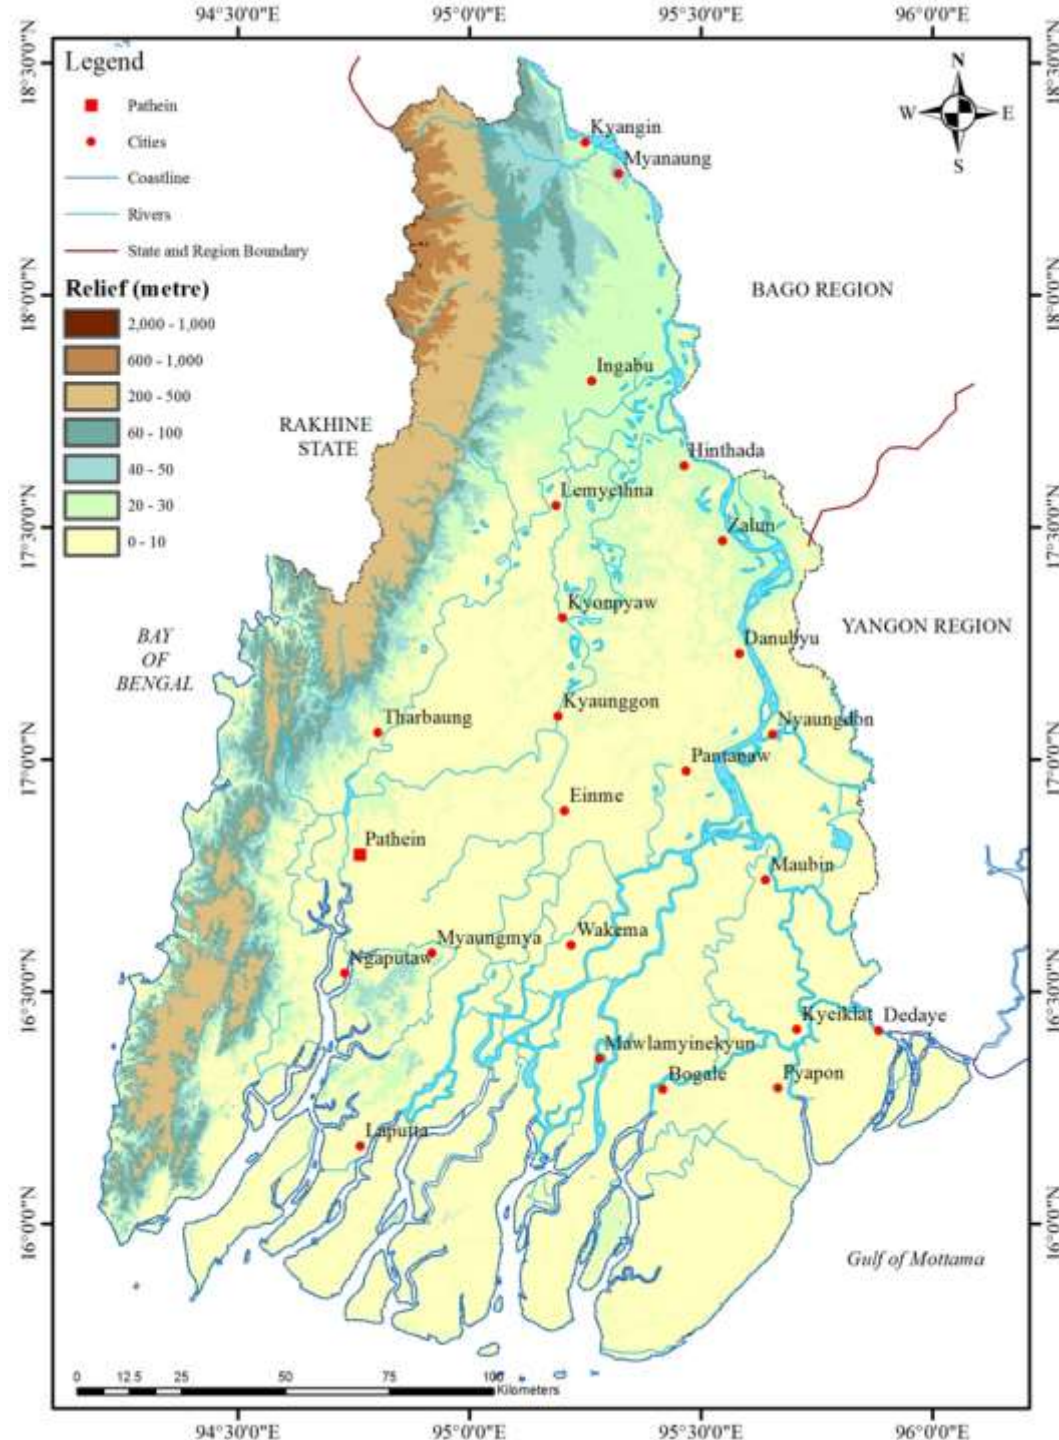 94°30'0"E 95°0'0"E 95°30'0"E 96°0'0"E
18°30'0"N
18°30'0"N
Legend
Pathein
Cities
Coastline
Rivers
State and Region Boundary
Relief (metre)
2,000 - 1,000
600 - 1,000
200 - 500
60 - 100
40 - 50
20 - 30
0 - 10
N
W E
S
Kyangin
Myanaung
18°0'0"N
18°0'0"N
BAGO REGION
Ingabu
RAKHINE
STATE
Hinthada
Lemyethna
Zalun
17°30'0"N
17°30'0"N
Kyonpyaw
BAY
OF
BENGAL
Danubyu
YANGON REGION
Kyaunggon
Tharbaung
Nyaungdon
17°0'0"N
17°0'0"N
Pantanaw
Einme
Pathein
Maubin
Wakema
Myaungmya
Ngaputaw
16°30'0"N
16°30'0"N
Kyeiklat
Dedaye
Mawlamyinekyun
Bogale
Pyapon
Laputta
16°0'0"N
16°0'0"N
Gulf of Mottama
0 12.5 25 50 75 100
Kilometers
94°30'0"E 95°0'0"E 95°30'0"E 96°0'0"E